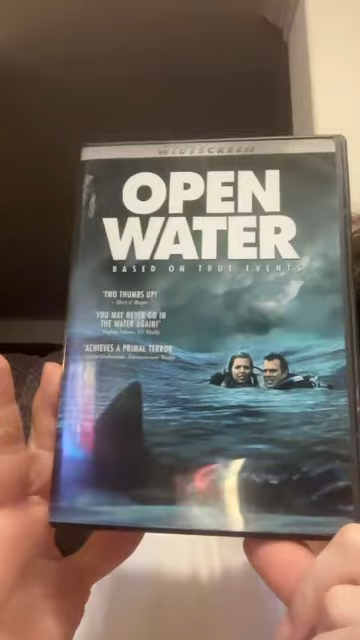 WIDESCREEN
OPEN
WATER
BASED ON TRUE EVENTS
'TWO THUMBS UP!'
'YOU MAY NEVER GO IN
THE WATER AGAIN!'
'ACHIEVES A PRIMAL TERROR'